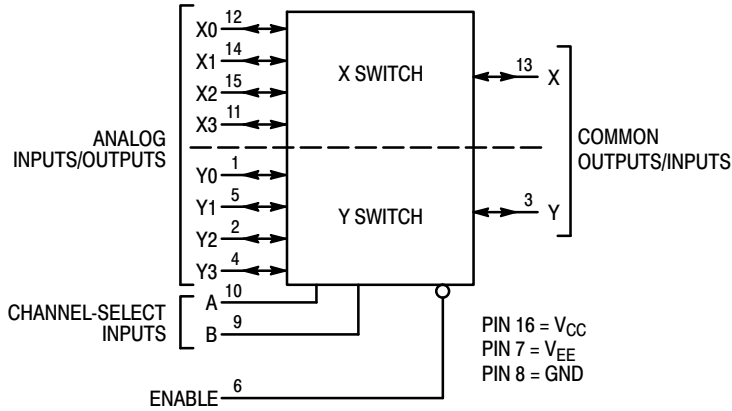 X0 12
X1 14
X2 15
X3 11
X SWITCH
13 X
ANALOG
INPUTS/OUTPUTS
COMMON
OUTPUTS/INPUTS
Y0 1
Y1 5
Y2 2
Y3 4
Y SWITCH
3 Y
CHANNEL-SELECT
INPUTS
A 10
B 9
ENABLE 6
PIN 16 = VCC
PIN 7 = VEE
PIN 8 = GND